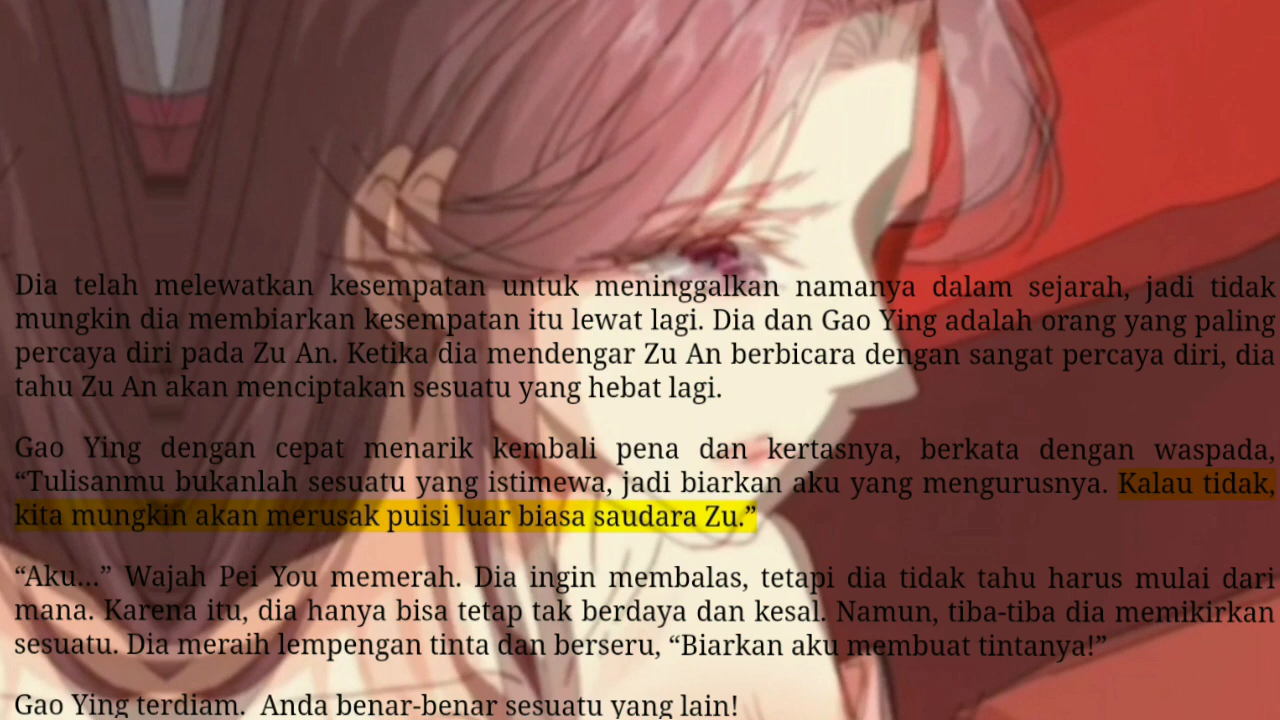 Dia telah melewatkan kesempatan untuk meninggalkan namanya dalam sejarah, jadi tidak
mungkin dia membiarkan kesempatan itu lewat lagi. Dia dan Gao Ying adalah orang yang paling
percaya diri pada Zu An. Ketika dia mendengar Zu An berbicara dengan sangat percaya diri, dia
tahu Zu An akan menciptakan sesuatu yang hebat lagi.
Gao Ying dengan cepat menarik kembali pena dan kertasnya, berkata dengan waspada,
“Tulisanmu bukanlah sesuatu yang istimewa, jadi biarkan aku yang mengurusnya. Kalau tidak,
kita mungkin akan merusak puisi luar biasa saudara Zu.”
“Aku...” Wajah Pei You memerah. Dia ingin membalas, tetapi dia tidak tahu harus mulai dari
mana. Karena itu, dia hanya bisa tetap tak berdaya dan kesal. Namun, tiba-tiba dia memikirkan
sesuatu. Dia meraih lempengan tinta dan berseru, “Biarkan aku membuat tintanya!”
Gao Ying terdiam.  Anda benar-benar sesuatu yang lain!